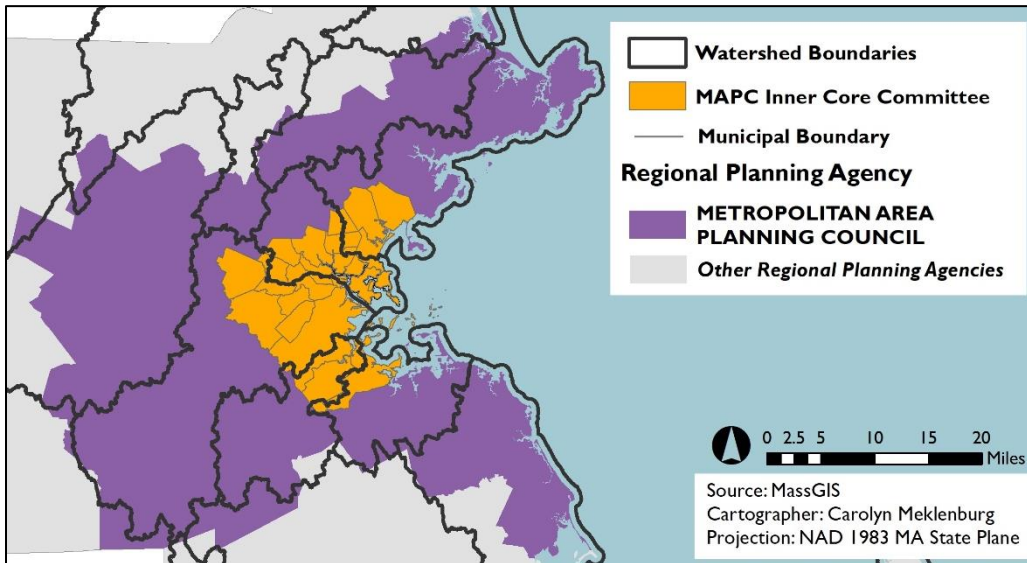 Watershed Boundaries
MAPC Inner Core Committee
Municipal Boundary
Regional Planning Agency
METROPOLITAN AREA
PLANNING COUNCIL
Other Regional Planning Agencies
0 2.5 5 10 15 20
Miles
Source: MassGIS
Cartographer: Carolyn Meklenburg
Projection: NAD 1983 MA State Plane